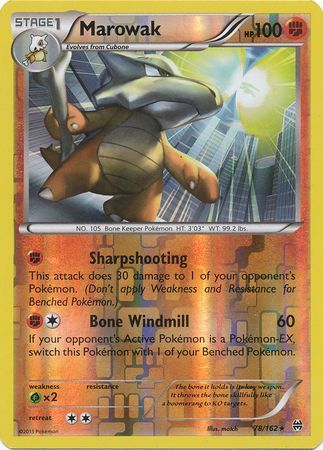 STAGE1
Marowak
HP100
Evolves from Cubone
NO. 105 Bone Keeper Pokémon HT: 3'03" WT: 99.2 lbs.
Sharpshooting
This attack does 30 damage to 1 of your opponent's
Pokémon. (Don't apply Weakness and Resistance for
Benched Pokémon.)
Bone Windmill 60
If your opponent's Active Pokémon is a Pokémon-EX,
switch this Pokémon with 1 of your Benched Pokémon.
weakness resistance
×2
The bone it holds is its key weapon.
It throws the bone skillfully like
a boomerang to KO targets.
retreat
©2015 Pokémon
Illus. match
78/162